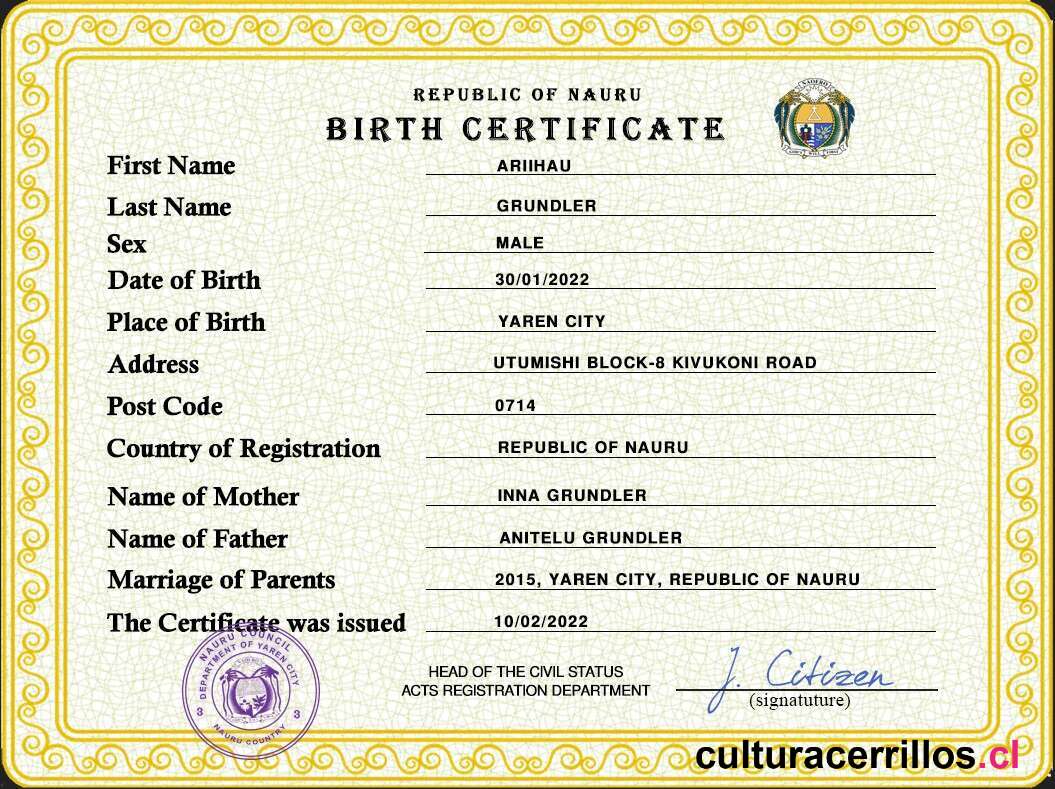 REPUBLIC OF NAURU
BIRTH CERTIFICATE
NAOERO
GOD'S WILL FIRST
First Name ARIIHAU
Last Name GRUNDLER
Sex MALE
Date of Birth 30/01/2022
Place of Birth YAREN CITY
Address UTUMISHI BLOCK-8 KIVUKONI ROAD
Post Code 0714
Country of Registration REPUBLIC OF NAURU
Name of Mother INNA GRUNDLER
Name of Father ANITELU GRUNDLER
Marriage of Parents 2015, YAREN CITY, REPUBLIC OF NAURU
The Certificate was issued 10/02/2022
NAURU COUNCIL
DEPARTMENT OF YAREN CITY
3 3
NAURU COUNTRY
HEAD OF THE CIVIL STATUS
ACTS REGISTRATION DEPARTMENT
J. Citizen
(signatuture)
culturacerrillos.cl